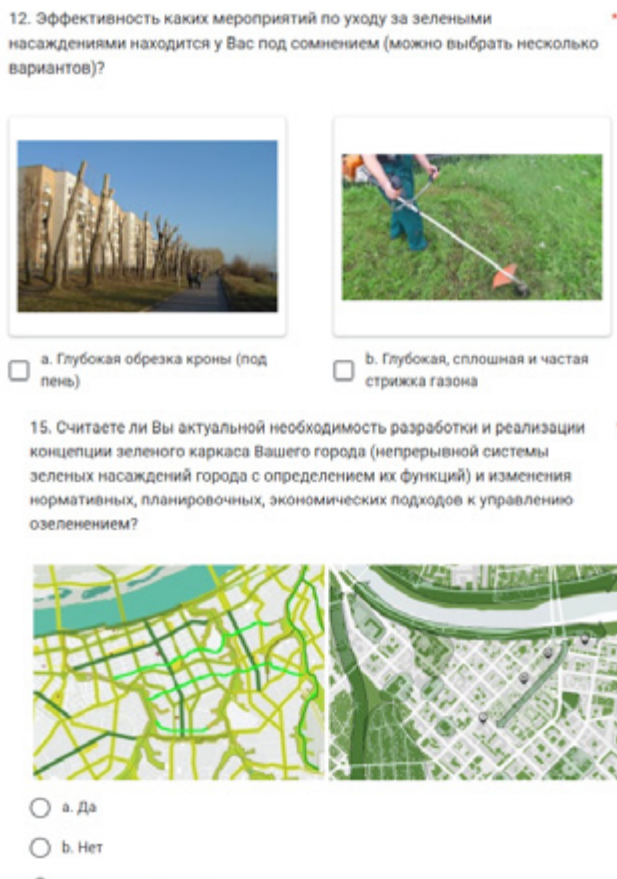 12. Эффективность каких мероприятий по уходу за зелеными *
насаждениями находится у Вас под сомнением (можно выбрать несколько
вариантов)?
a. Глубокая обрезка кроны (под
пень)
b. Глубокая, сплошная и частая
стрижка газона
15. Считаете ли Вы актуальной необходимость разработки и реализации
концепции зеленого каркаса Вашего города (непрерывной системы
зеленых насаждений города с определением их функций) и изменения
нормативных, планировочных, экономических подходов к управлению
озеленением?
a. Да
b. Нет